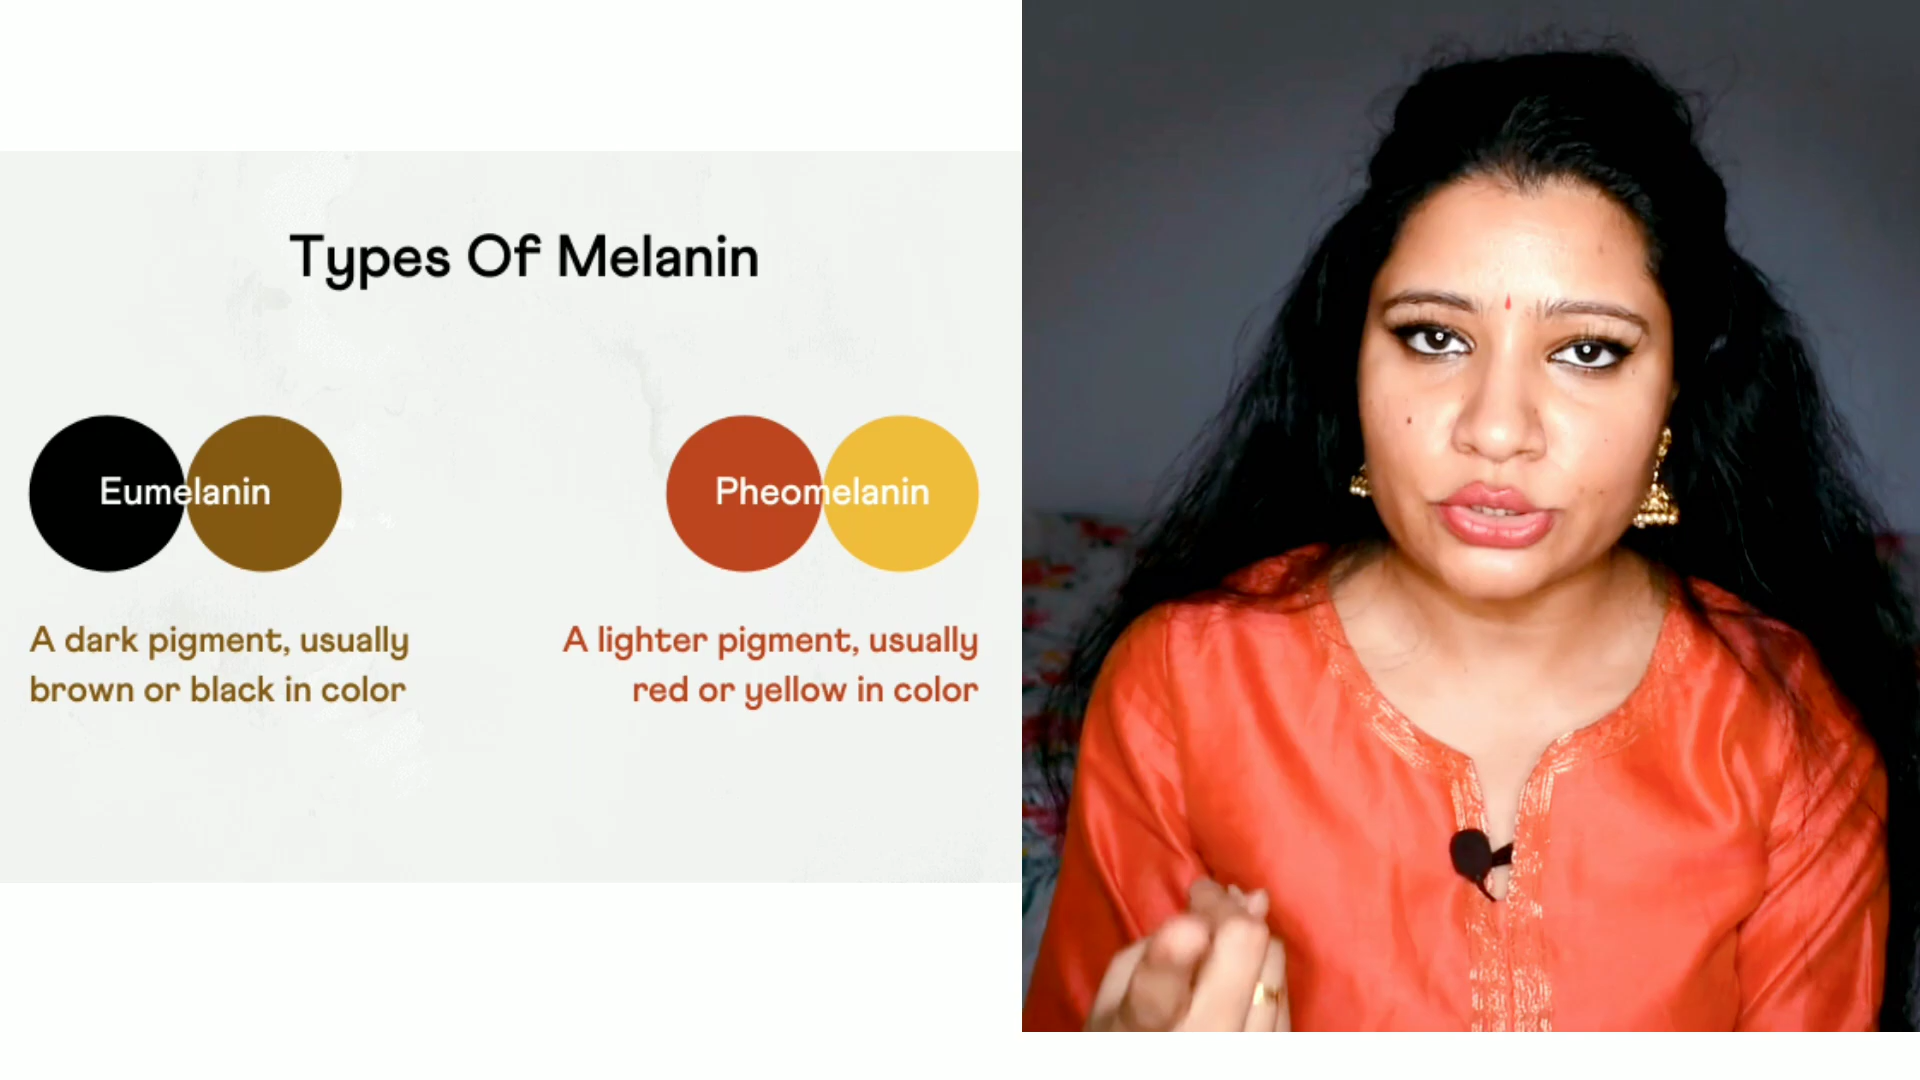 Types Of Melanin
Eumelanin
Pheomelanin
A dark pigment, usually
brown or black in color
A lighter pigment, usually
red or yellow in color